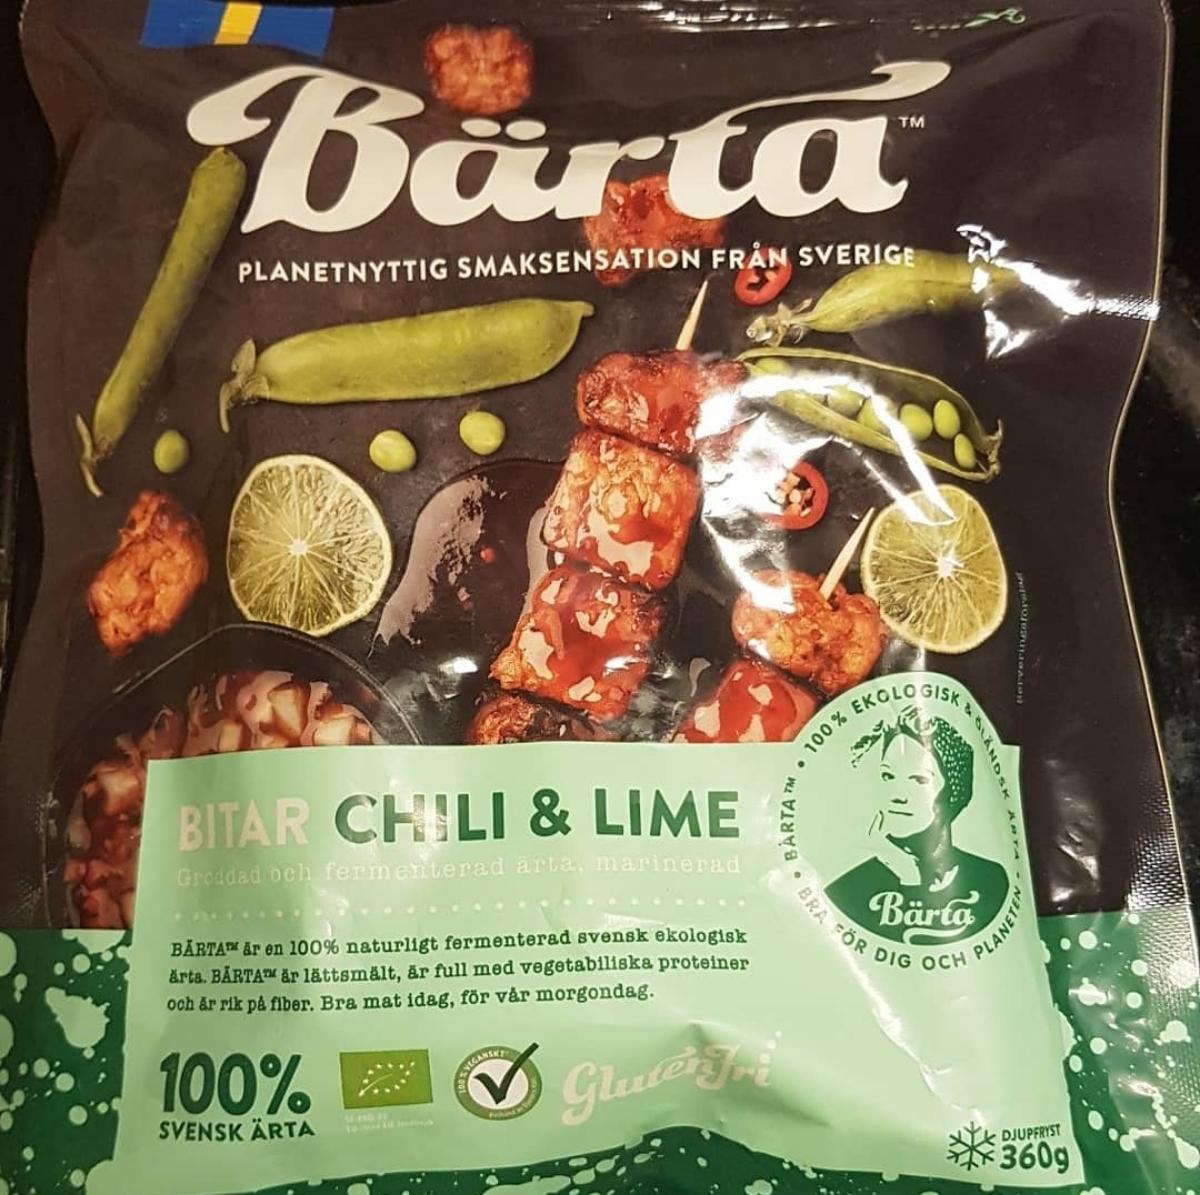 Bärta™
PLANETNYTTIG SMAKSENSATION FRÅN SVERIGE
Serveringsförslag
BITAR CHILI & LIME
Groddad och fermenterad ärta, marinerad
BÄRTA™ är en 100% naturligt fermenterad svensk ekologisk
ärta. BÄRTA™ är lättsmält, är full med vegetabiliska proteiner
och är rik på fiber. Bra mat idag, för vår morgondag.
BÄRTA™ • 100% EKOLOGISK & ÖLÄNDSK ÄRTA •
BRA FÖR DIG OCH PLANETEN •
Bärta
100%
SVENSK ÄRTA
100% VEGANSKT
GlutenFri
DJUPFRYST
360g